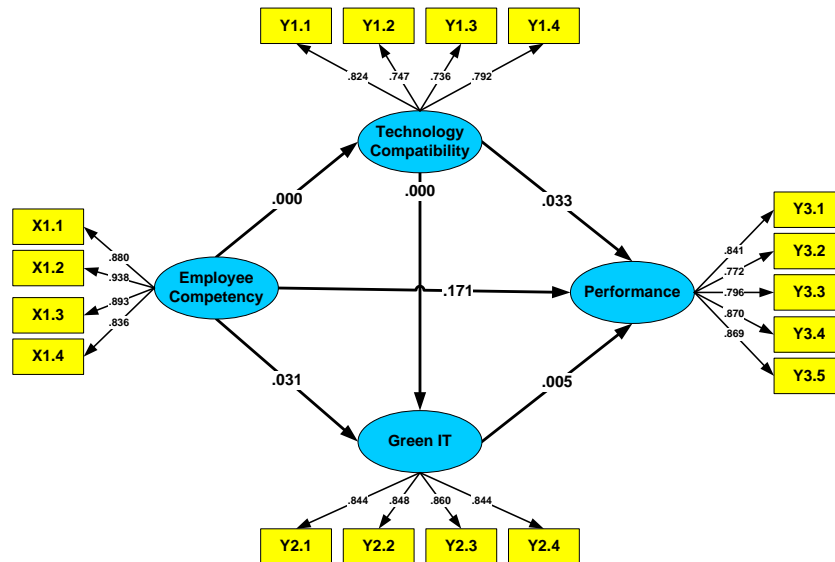 Y1.1
Y1.2
Y1.3
Y1.4
.824
.747
.736
.792
Technology
Compatibility
.000
.000
.033
X1.1
X1.2
X1.3
X1.4
.880
.938
.893
.836
Employee
Competency
.171
Performance
.841
.772
.796
.870
.869
Y3.1
Y3.2
Y3.3
Y3.4
Y3.5
.031
.005
Green IT
.844
.848
.860
.844
Y2.1
Y2.2
Y2.3
Y2.4